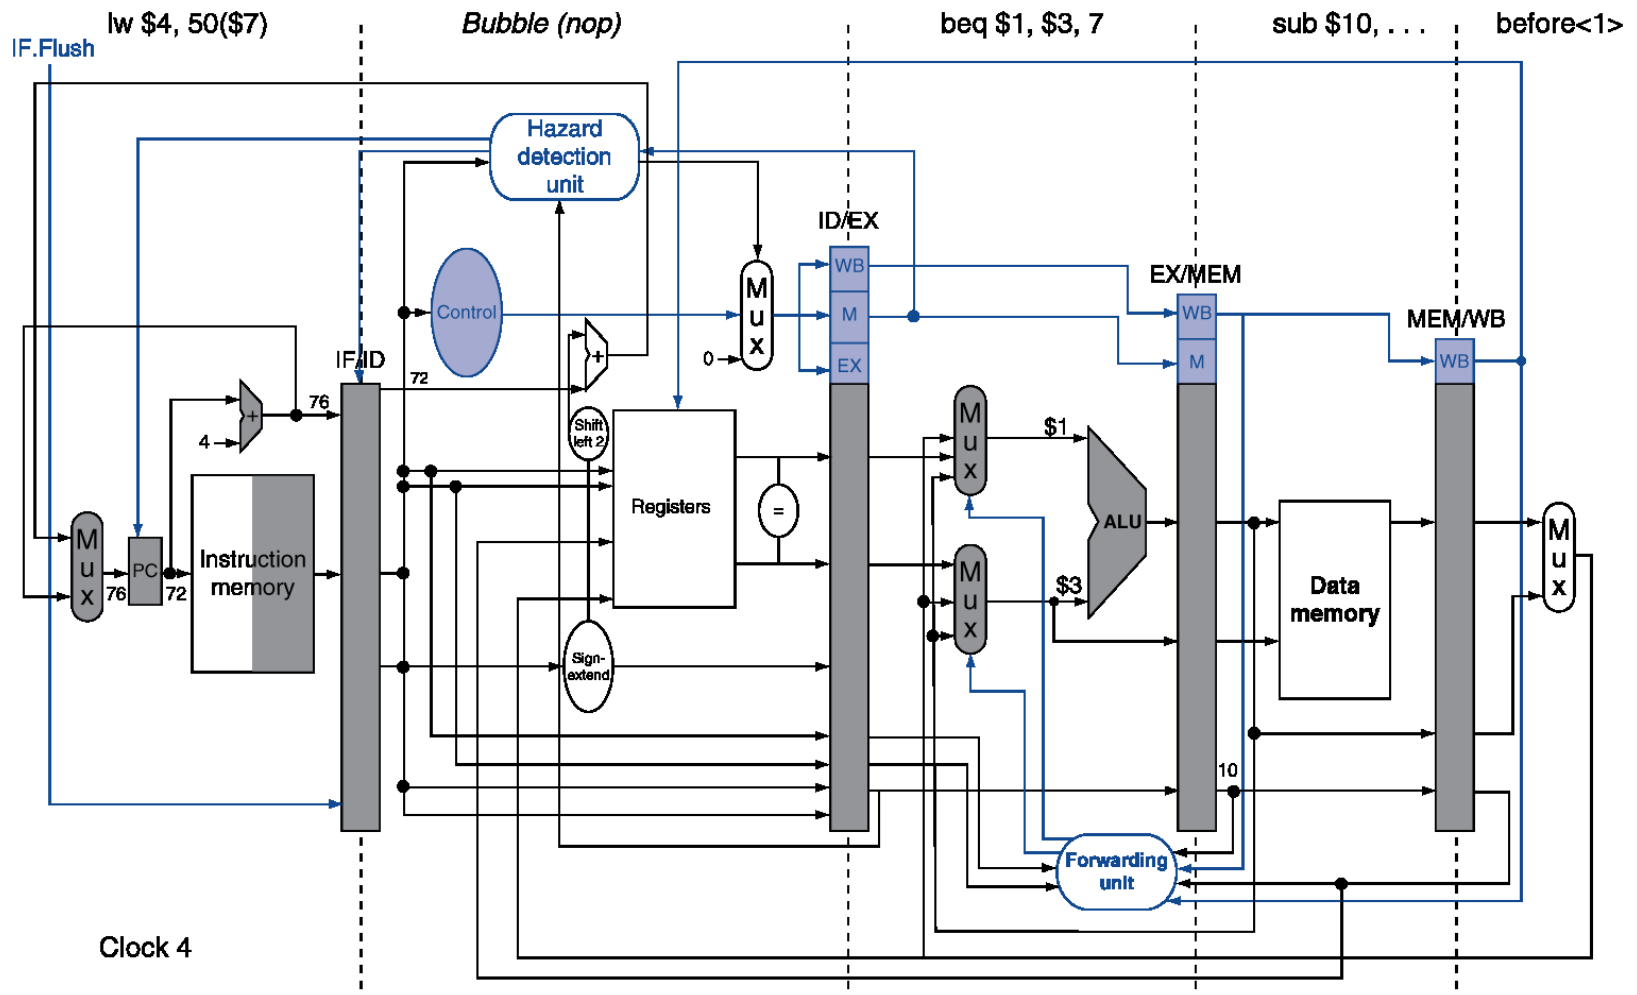 lw $4, 50($7)
Bubble (nop)
beq $1, $3, 7
sub $10, . . .
before<1>
IF.Flush
Hazard
detection
unit
ID/EX
WB
M
EX
EX/MEM
WB
M
MEM/WB
WB
Control
M
u
x
0
IF/ID
72
76
+
4
+
Shift
left 2
Registers
=
M
u
x
$1
ALU
M
u
x
$3
M
u
x
76
PC
72
Instruction
memory
Data
memory
M
u
x
Sign-
extend
10
Forwarding
unit
Clock 4